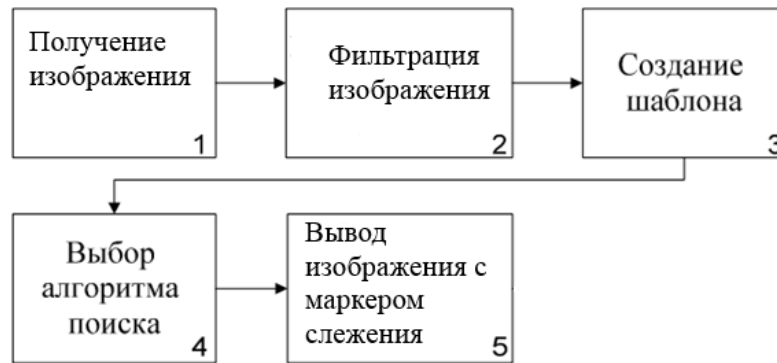 Получение
изображения
1
Фильтрация
изображения
2
Создание
шаблона
3
Выбор
алгоритма
поиска
4
Вывод
изображения с
маркером
слежения
5